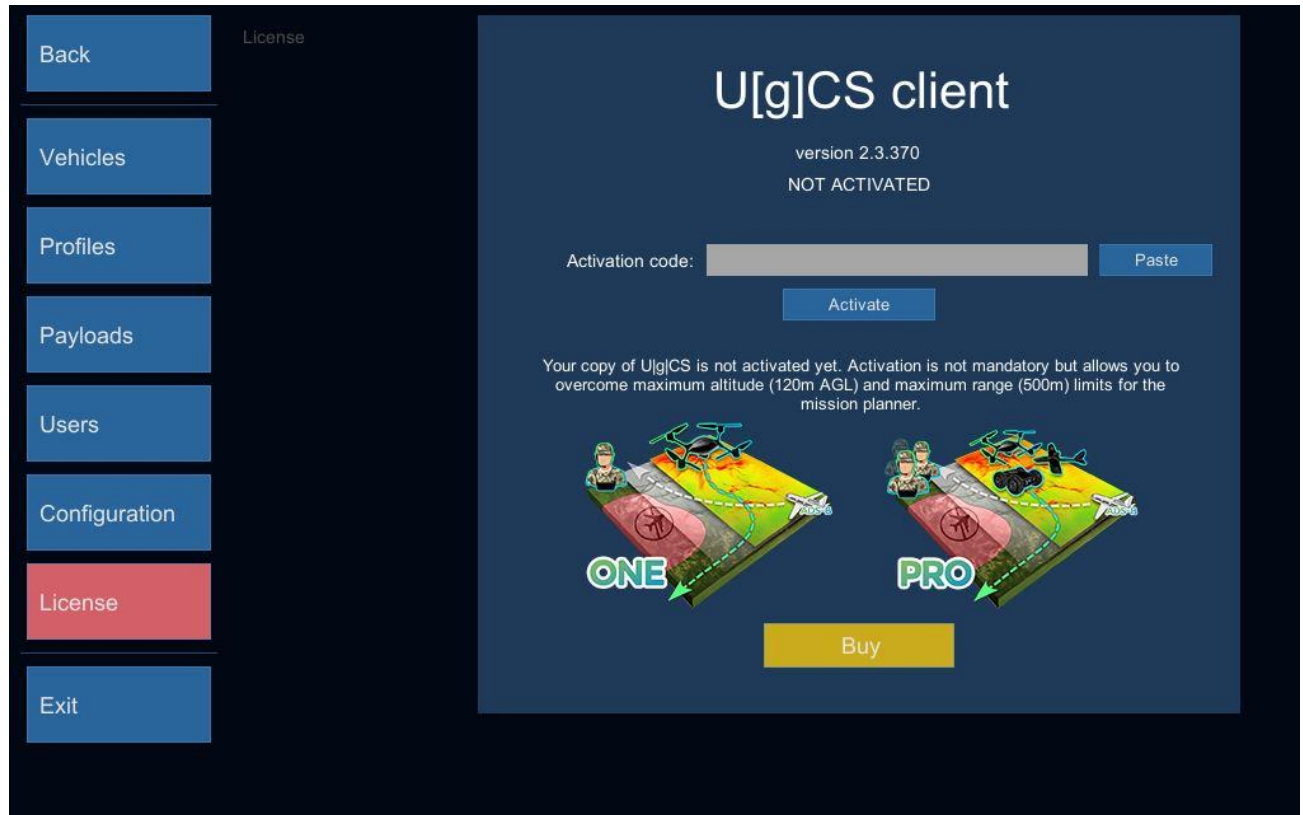 Back
License
Vehicles
Profiles
Payloads
Users
Configuration
License
Exit
U[g]CS client
version 2.3.370
NOT ACTIVATED
Activation code:
Paste
Activate
Your copy of U|g|CS is not activated yet. Activation is not mandatory but allows you to
overcome maximum altitude (120m AGL) and maximum range (500m) limits for the
mission planner.
ADS-B
ONE
ADS-B
PRO
Buy